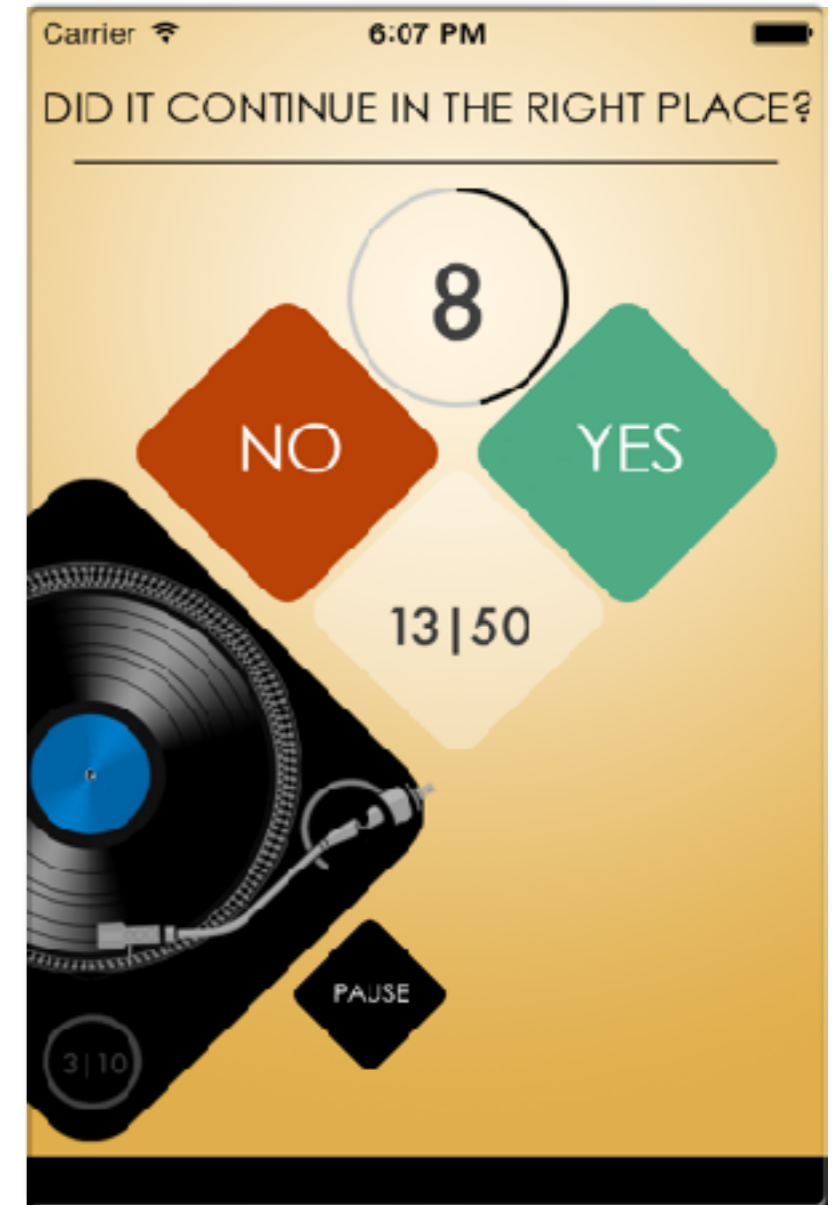 Carrier 6:07 PM
DID IT CONTINUE IN THE RIGHT PLACE?
8
NO YES
13|50
PAUSE
3|10